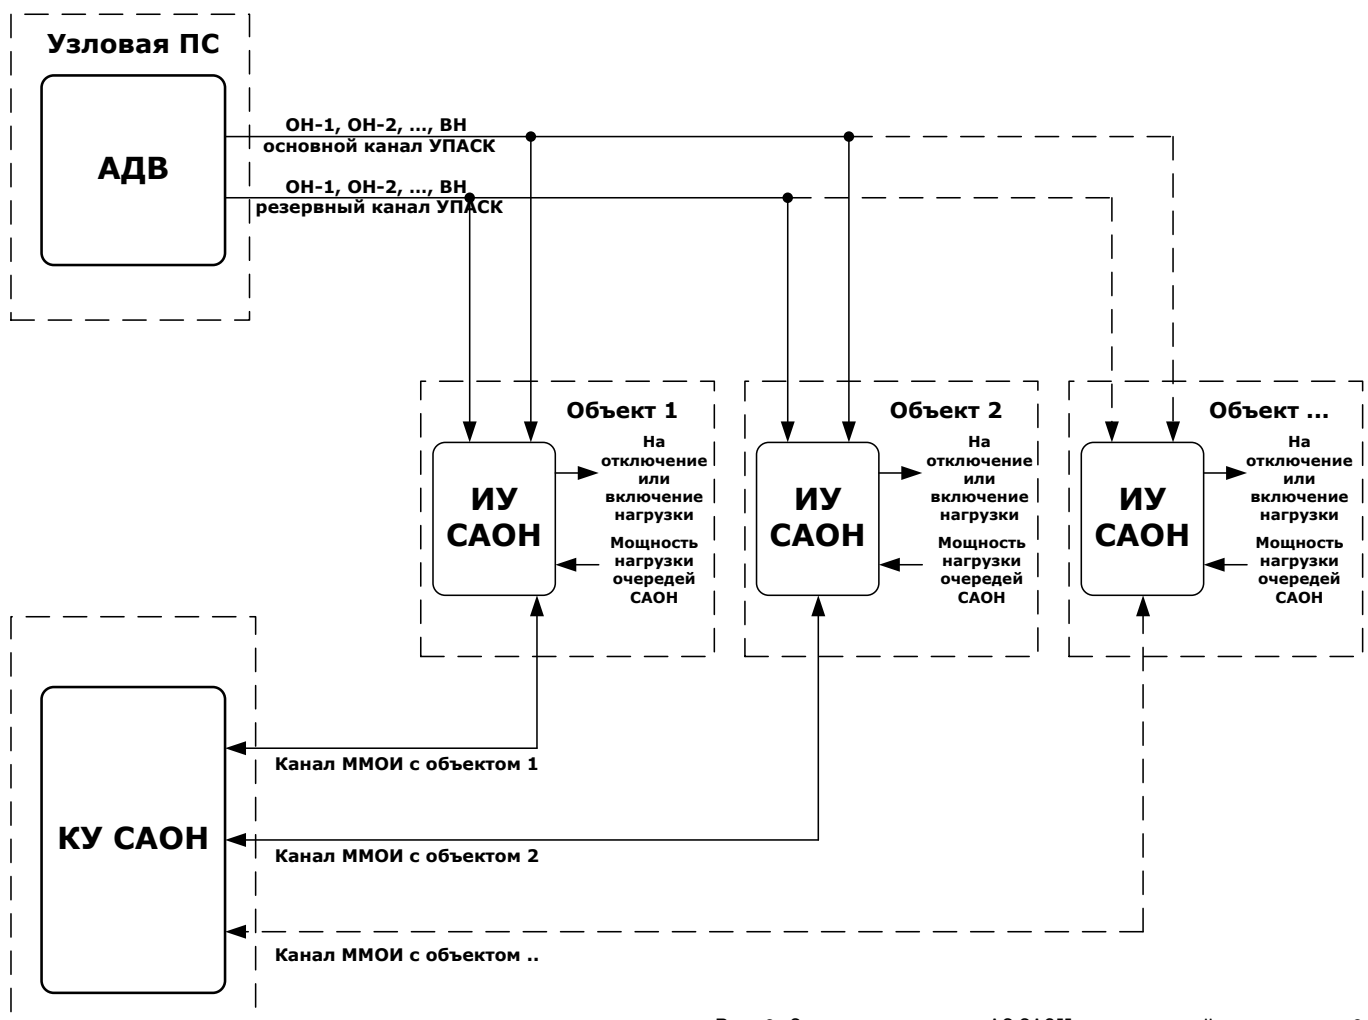 Узловая ПС
АДВ
ОН-1, ОН-2, ..., ВН
основной канал УПАСК
ОН-1, ОН-2, ..., ВН
резервный канал УПАСК
Объект 1
На
отключение
или
включение
нагрузки
ИУ
САОН
Мощность
нагрузки
очередей
САОН
Объект 2
На
отключение
или
включение
нагрузки
ИУ
САОН
Мощность
нагрузки
очередей
САОН
Объект ...
На
отключение
или
включение
нагрузки
ИУ
САОН
Мощность
нагрузки
очередей
САОН
КУ САОН
Канал ММОИ с объектом 1
Канал ММОИ с объектом 2
Канал ММОИ с объектом ..